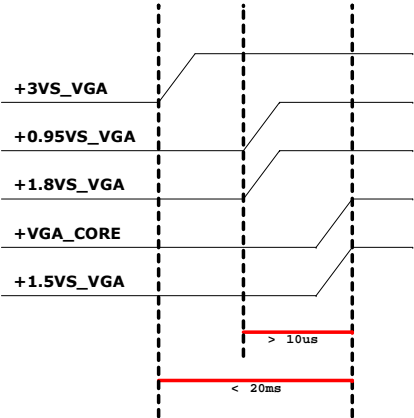 +3VS_VGA
+0.95VS_VGA
+1.8VS_VGA
+VGA_CORE
+1.5VS_VGA
> 10us
< 20ms